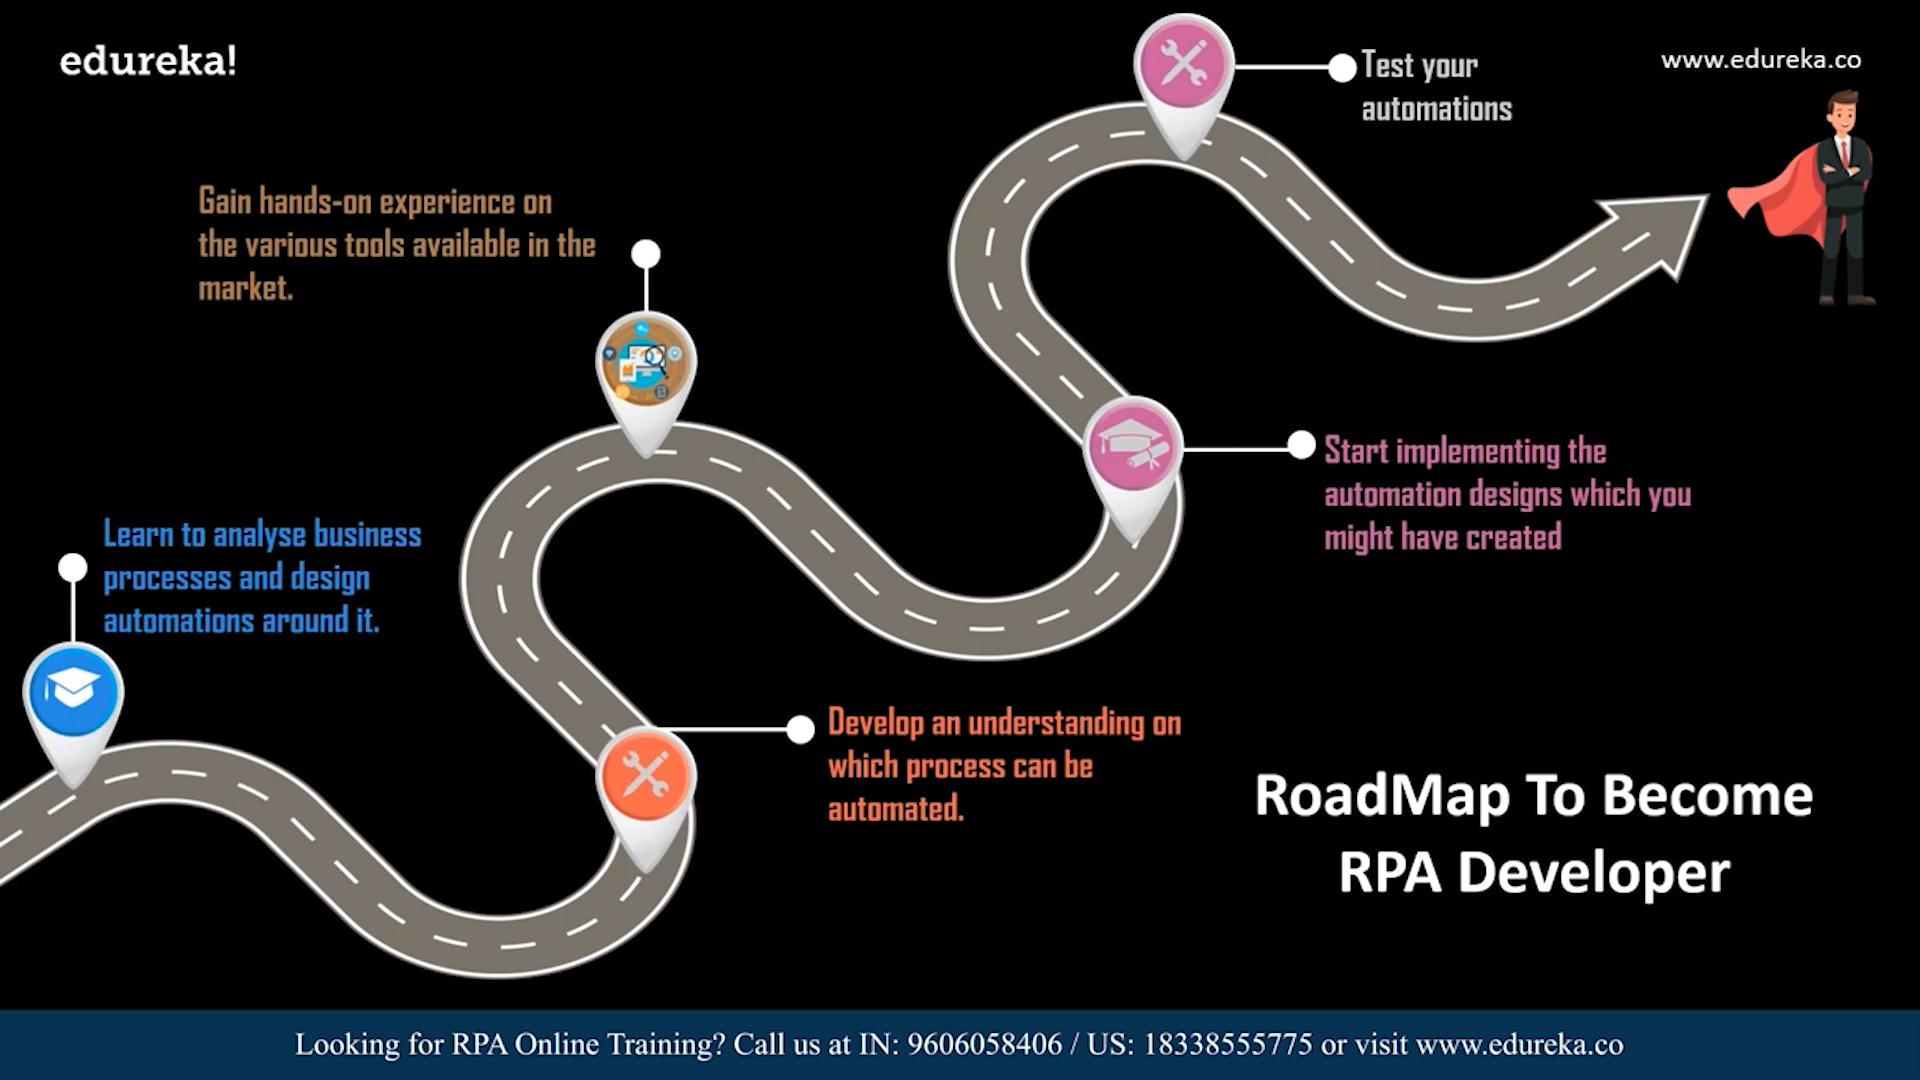 edureka!
www.edureka.co
Test your
automations
Gain hands-on experience on
the various tools available in the
market.
Start implementing the
automation designs which you
might have created
Learn to analyse business
processes and design
automations around it.
Develop an understanding on
which process can be
automated.
RoadMap To Become
RPA Developer
Looking for RPA Online Training? Call us at IN: 9606058406 / US: 18338555775 or visit www.edureka.co